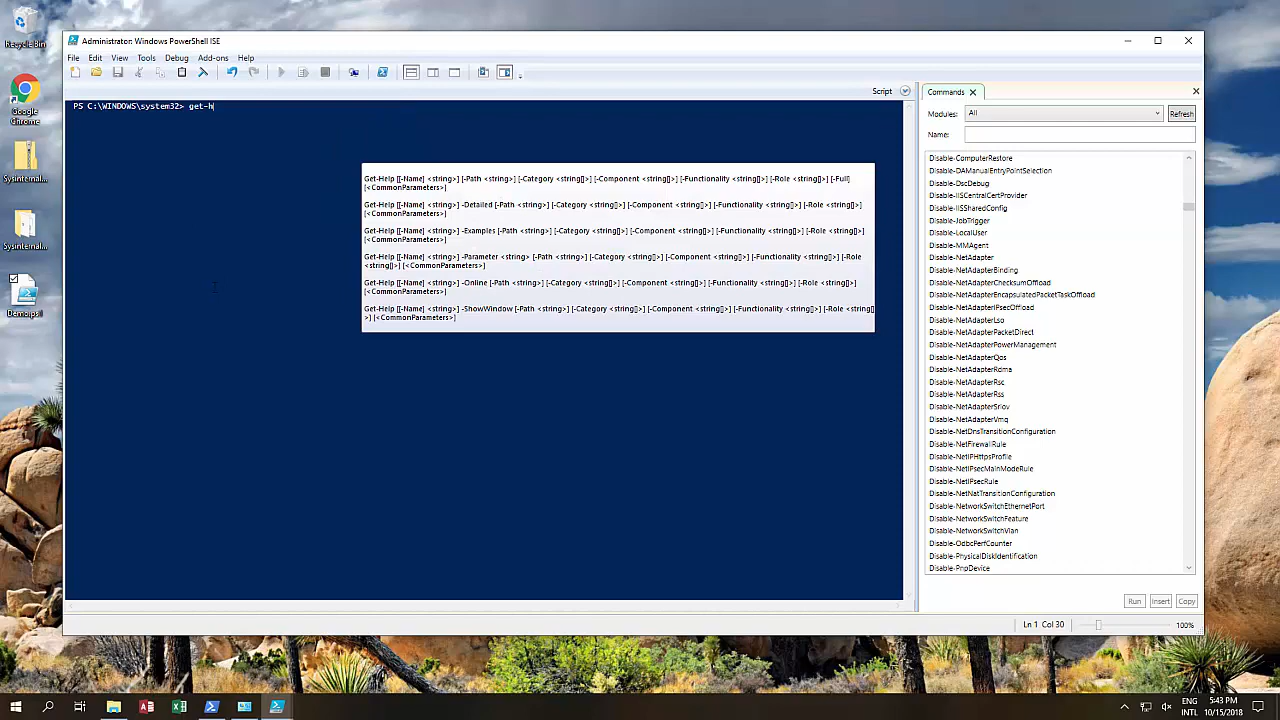 Recycle Bin
Google
Chrome
Sysinternal...
Sysinternal...
Demo.ps1
Administrator: Windows PowerShell ISE
File Edit View Tools Debug Add-ons Help
Script
PS C:\WINDOWS\system32> get-h
Get-Help [[-Name] <string>] [-Path <string>] [-Category <string[]>] [-Component <string[]>] [-Functionality <string[]>] [-Role <string[]>] [-Full]
[<CommonParameters>]
Get-Help [[-Name] <string>] -Detailed [-Path <string>] [-Category <string[]>] [-Component <string[]>] [-Functionality <string[]>] [-Role <string[]>]
[<CommonParameters>]
Get-Help [[-Name] <string>] -Examples [-Path <string>] [-Category <string[]>] [-Component <string[]>] [-Functionality <string[]>] [-Role <string[]>]
[<CommonParameters>]
Get-Help [[-Name] <string>] -Parameter <string> [-Path <string>] [-Category <string[]>] [-Component <string[]>] [-Functionality <string[]>] [-Role
<string[]>] [<CommonParameters>]
Get-Help [[-Name] <string>] -Online [-Path <string>] [-Category <string[]>] [-Component <string[]>] [-Functionality <string[]>] [-Role <string[]>]
[<CommonParameters>]
Get-Help [[-Name] <string>] -ShowWindow [-Path <string>] [-Category <string[]>] [-Component <string[]>] [-Functionality <string[]>] [-Role <string[]
>] [<CommonParameters>]
Commands
Modules: All Refresh
Name:
Disable-ComputerRestore
Disable-DAManualEntryPointSelection
Disable-DscDebug
Disable-IISCentralCertProvider
Disable-IISSharedConfig
Disable-JobTrigger
Disable-LocalUser
Disable-MMAgent
Disable-NetAdapter
Disable-NetAdapterBinding
Disable-NetAdapterChecksumOffload
Disable-NetAdapterEncapsulatedPacketTaskOffload
Disable-NetAdapterIPsecOffload
Disable-NetAdapterLso
Disable-NetAdapterPacketDirect
Disable-NetAdapterPowerManagement
Disable-NetAdapterQos
Disable-NetAdapterRdma
Disable-NetAdapterRsc
Disable-NetAdapterRss
Disable-NetAdapterSriov
Disable-NetAdapterVmq
Disable-NetDnsTransitionConfiguration
Disable-NetFirewallRule
Disable-NetIPHttpsProfile
Disable-NetIPsecMainModeRule
Disable-NetIPsecRule
Disable-NetNatTransitionConfiguration
Disable-NetworkSwitchEthernetPort
Disable-NetworkSwitchFeature
Disable-NetworkSwitchVlan
Disable-OdbcPerfCounter
Disable-PhysicalDiskIdentification
Disable-PnpDevice
Run Insert Copy
Ln 1 Col 30 100%
ENG 5:43 PM
INTL 10/15/2018